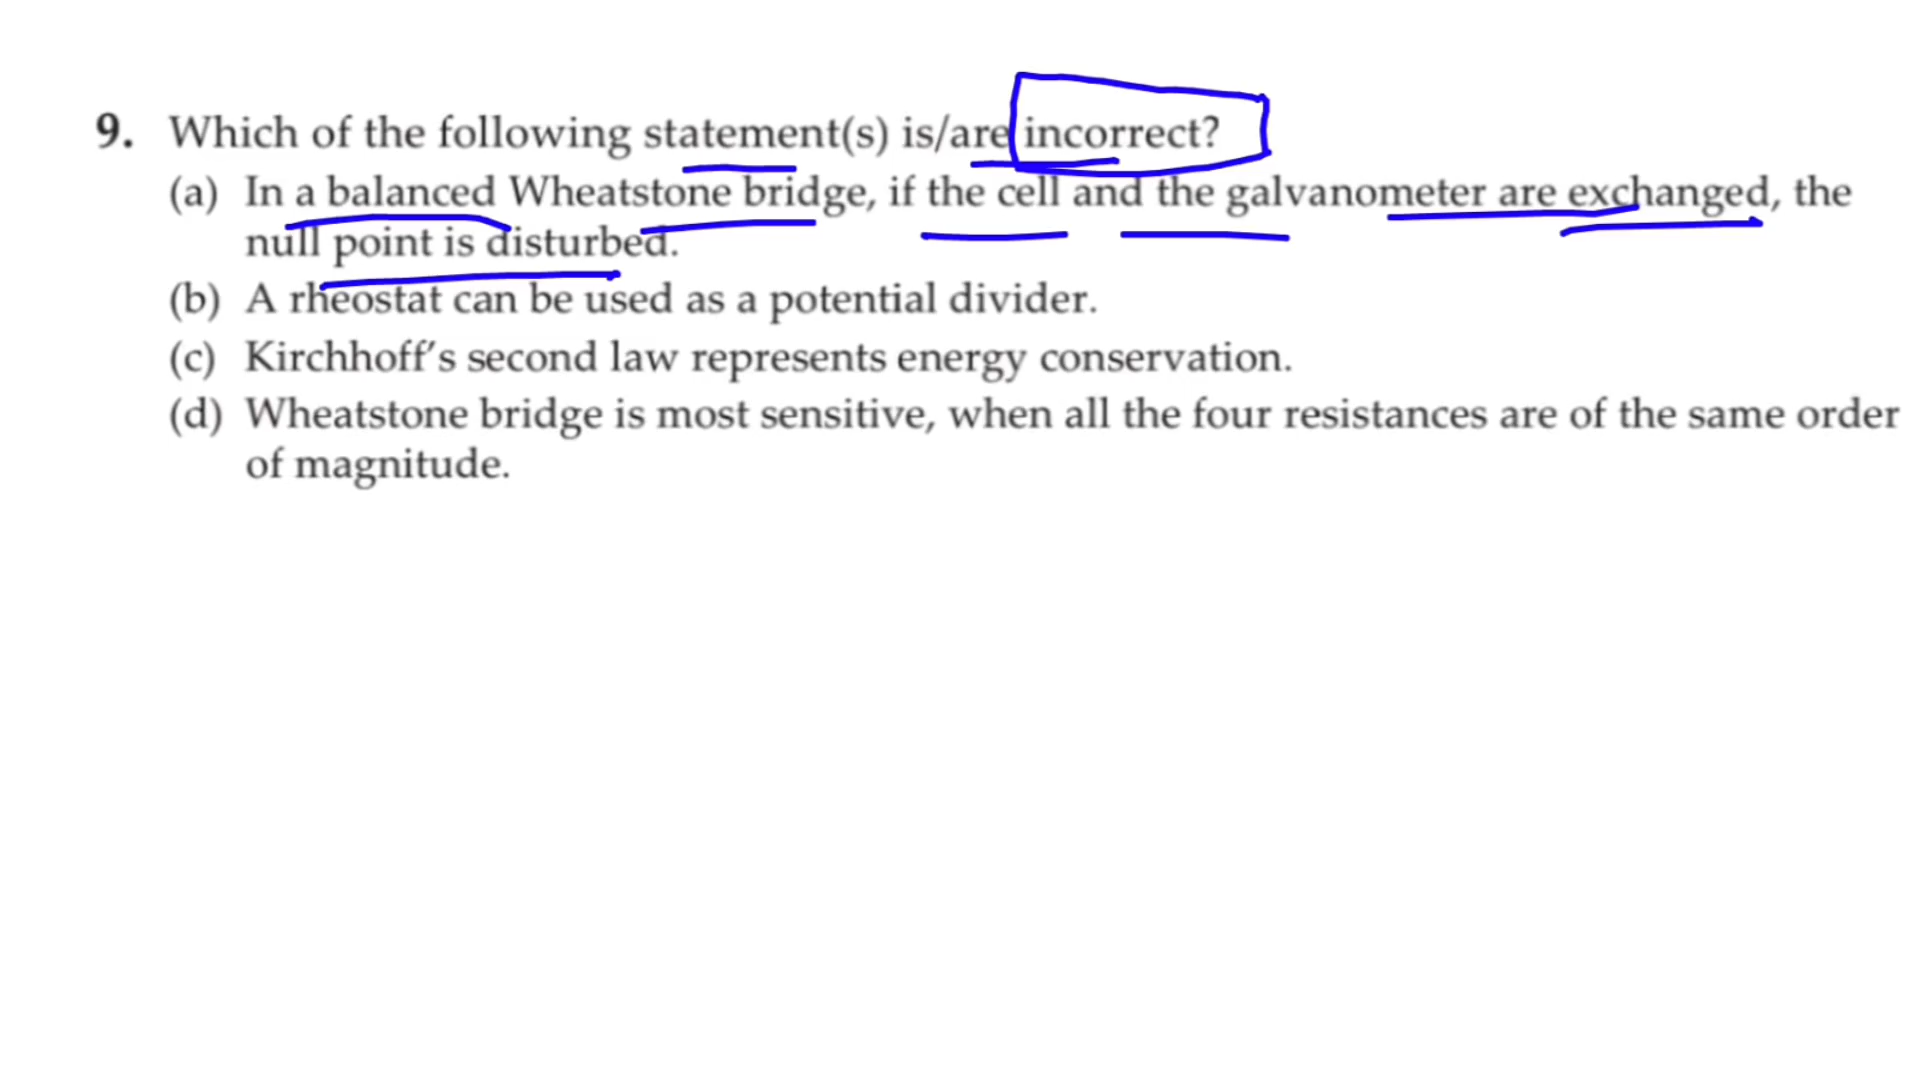 9. Which of the following statement(s) is/are incorrect?
(a) In a balanced Wheatstone bridge, if the cell and the galvanometer are exchanged, the
null point is disturbed.
(b) A rheostat can be used as a potential divider.
(c) Kirchhoff's second law represents energy conservation.
(d) Wheatstone bridge is most sensitive, when all the four resistances are of the same order
of magnitude.